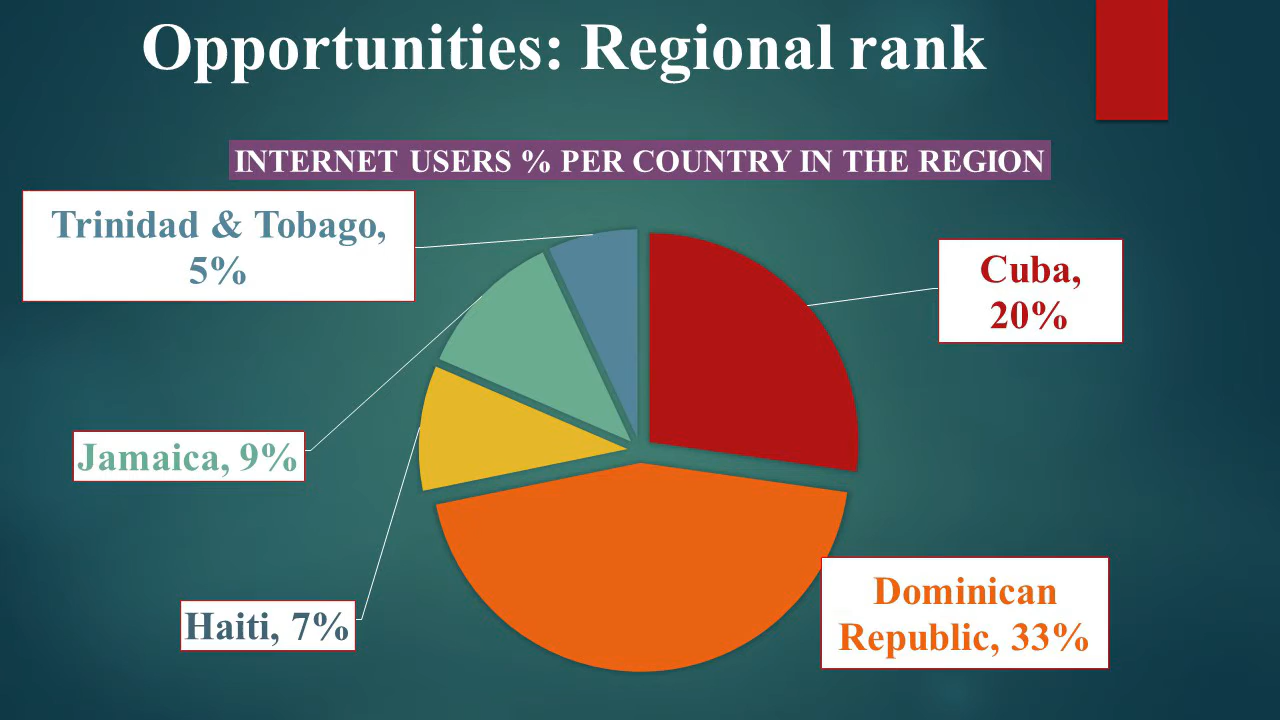 Opportunities: Regional rank
INTERNET USERS % PER COUNTRY IN THE REGION
Trinidad & Tobago,
5%
Cuba,
20%
Jamaica, 9%
Haiti, 7%
Dominican
Republic, 33%